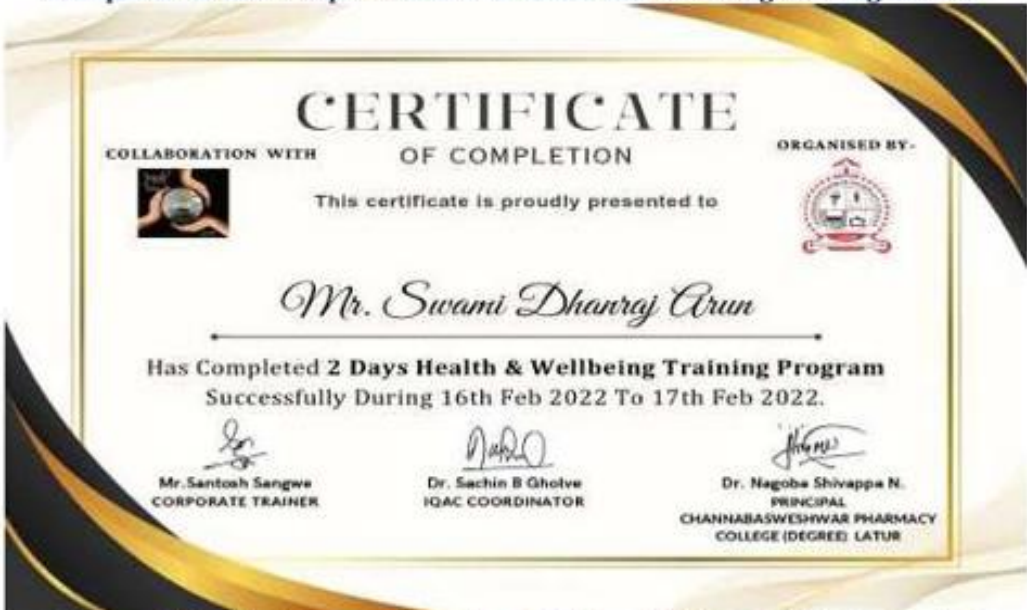 CERTIFICATE
OF COMPLETION
COLLABORATION WITH
ORGANISED BY-
This certificate is proudly presented to
Mr. Swami Dhanraj Arun
Has Completed 2 Days Health & Wellbeing Training Program
Successfully During 16th Feb 2022 To 17th Feb 2022.
Mr.Santosh Sangwe
CORPORATE TRAINER
Dr. Sachin B Gholve
IQAC COORDINATOR
Dr. Nagoba Shivappa N.
PRINCIPAL
CHANNABASWESHWAR PHARMACY
COLLEGE (DEGREE) LATUR